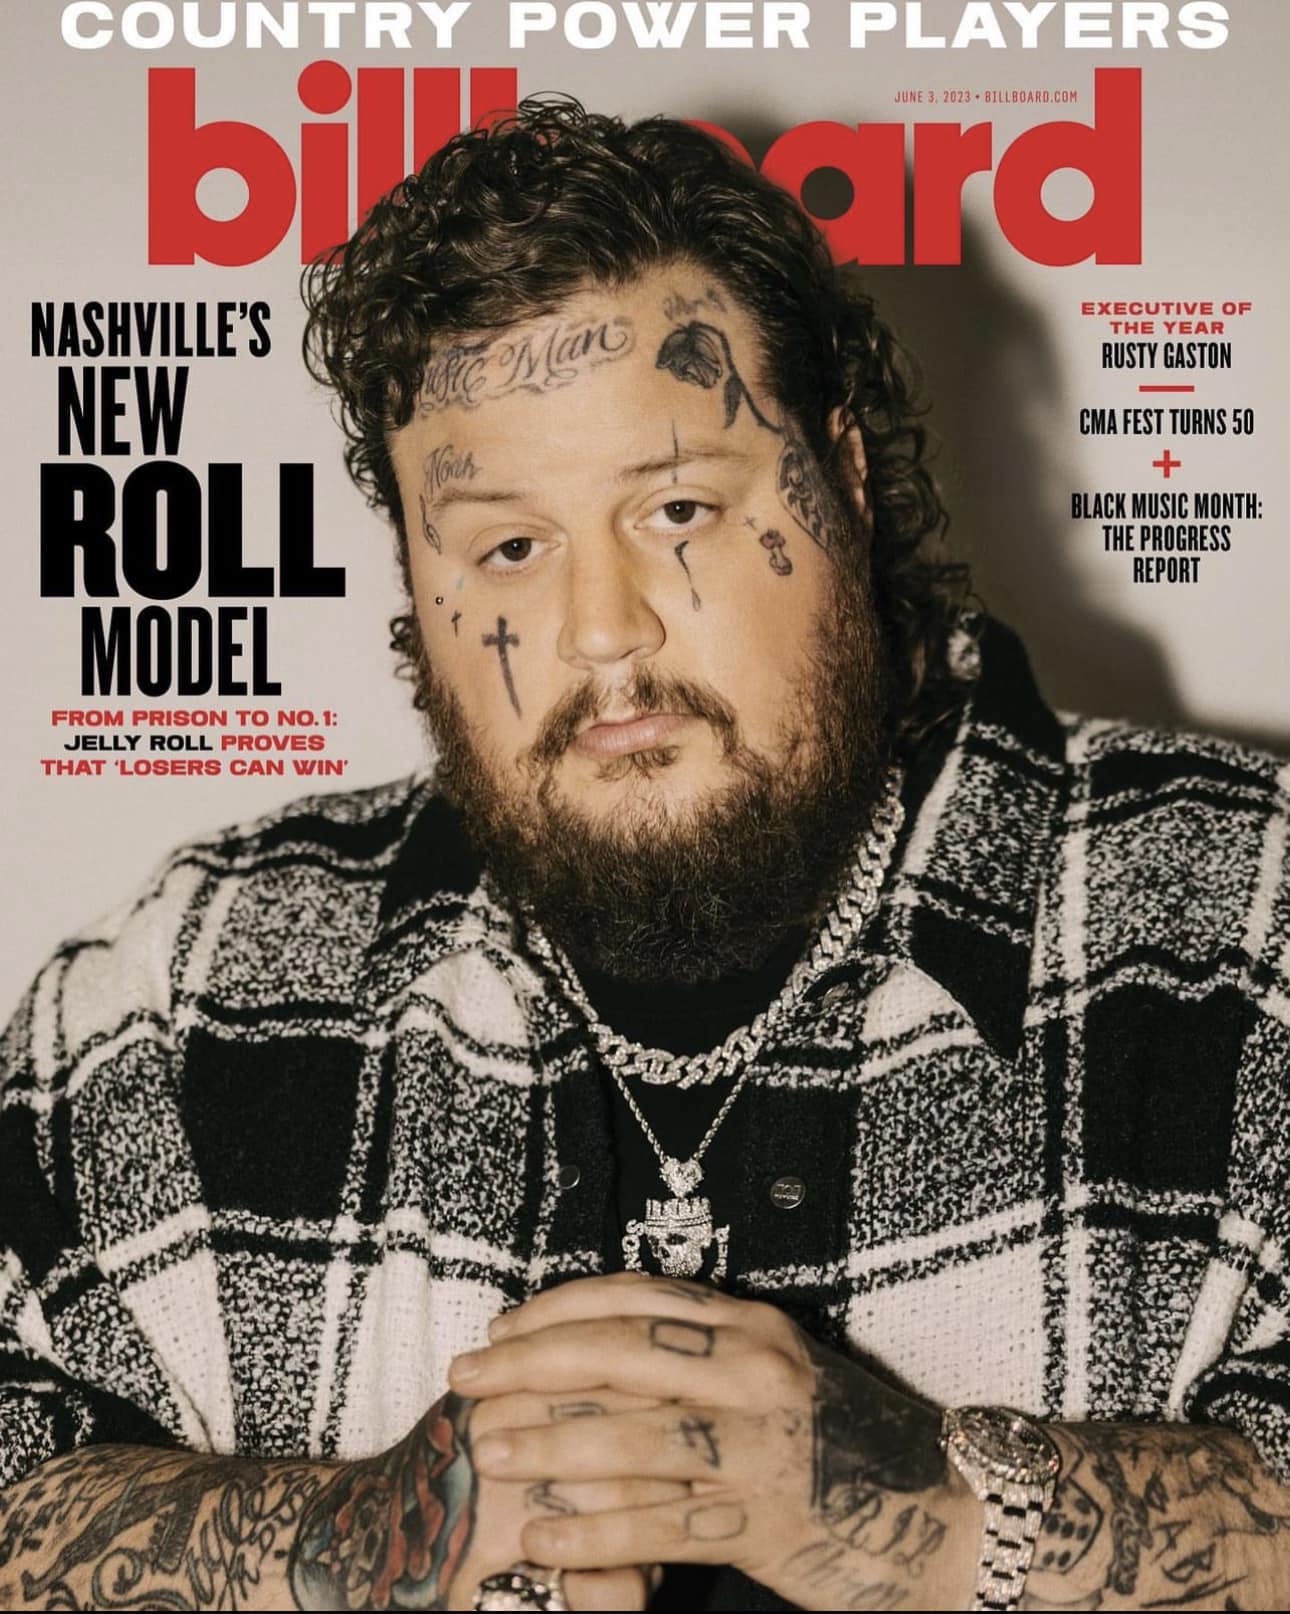 COUNTRY POWER PLAYERS
billboard
JUNE 3, 2023 • BILLBOARD.COM
NASHVILLE'S
NEW
ROLL
MODEL
FROM PRISON TO NO. 1:
JELLY ROLL PROVES
THAT 'LOSERS CAN WIN'
EXECUTIVE OF
THE YEAR
RUSTY GASTON
CMA FEST TURNS 50
+
BLACK MUSIC MONTH:
THE PROGRESS
REPORT
Man
Noah